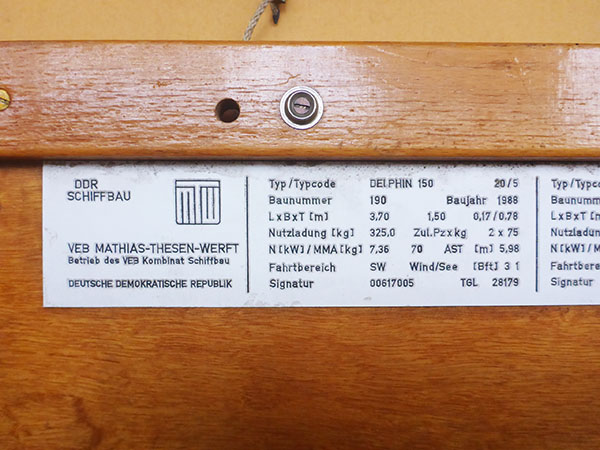 DDR
SCHIFFBAU
VEB MATHIAS-THESEN-WERFT
Betrieb des VEB Kombinat Schiffbau
DEUTSCHE DEMOKRATISCHE REPUBLIK
Typ/Typcode DELPHIN 150 20/5
Baunummer 190 Baujahr 1988
LxBxT [m] 3,70 1,50 0,17/0,78
Nutzladung [kg] 325,0 Zul.Pzxkg 2 x 75
N [kW] / MMA [kg] 7,36 70 AST [m] 5,98
Fahrtbereich SW Wind/See [Bft] 3 1
Signatur 00617005 TGL 28179
Typ/Typcode
Baunumm
LxBxT [m]
Nutzladung
N [kW] / MM
Fahrtbereic
Signatur